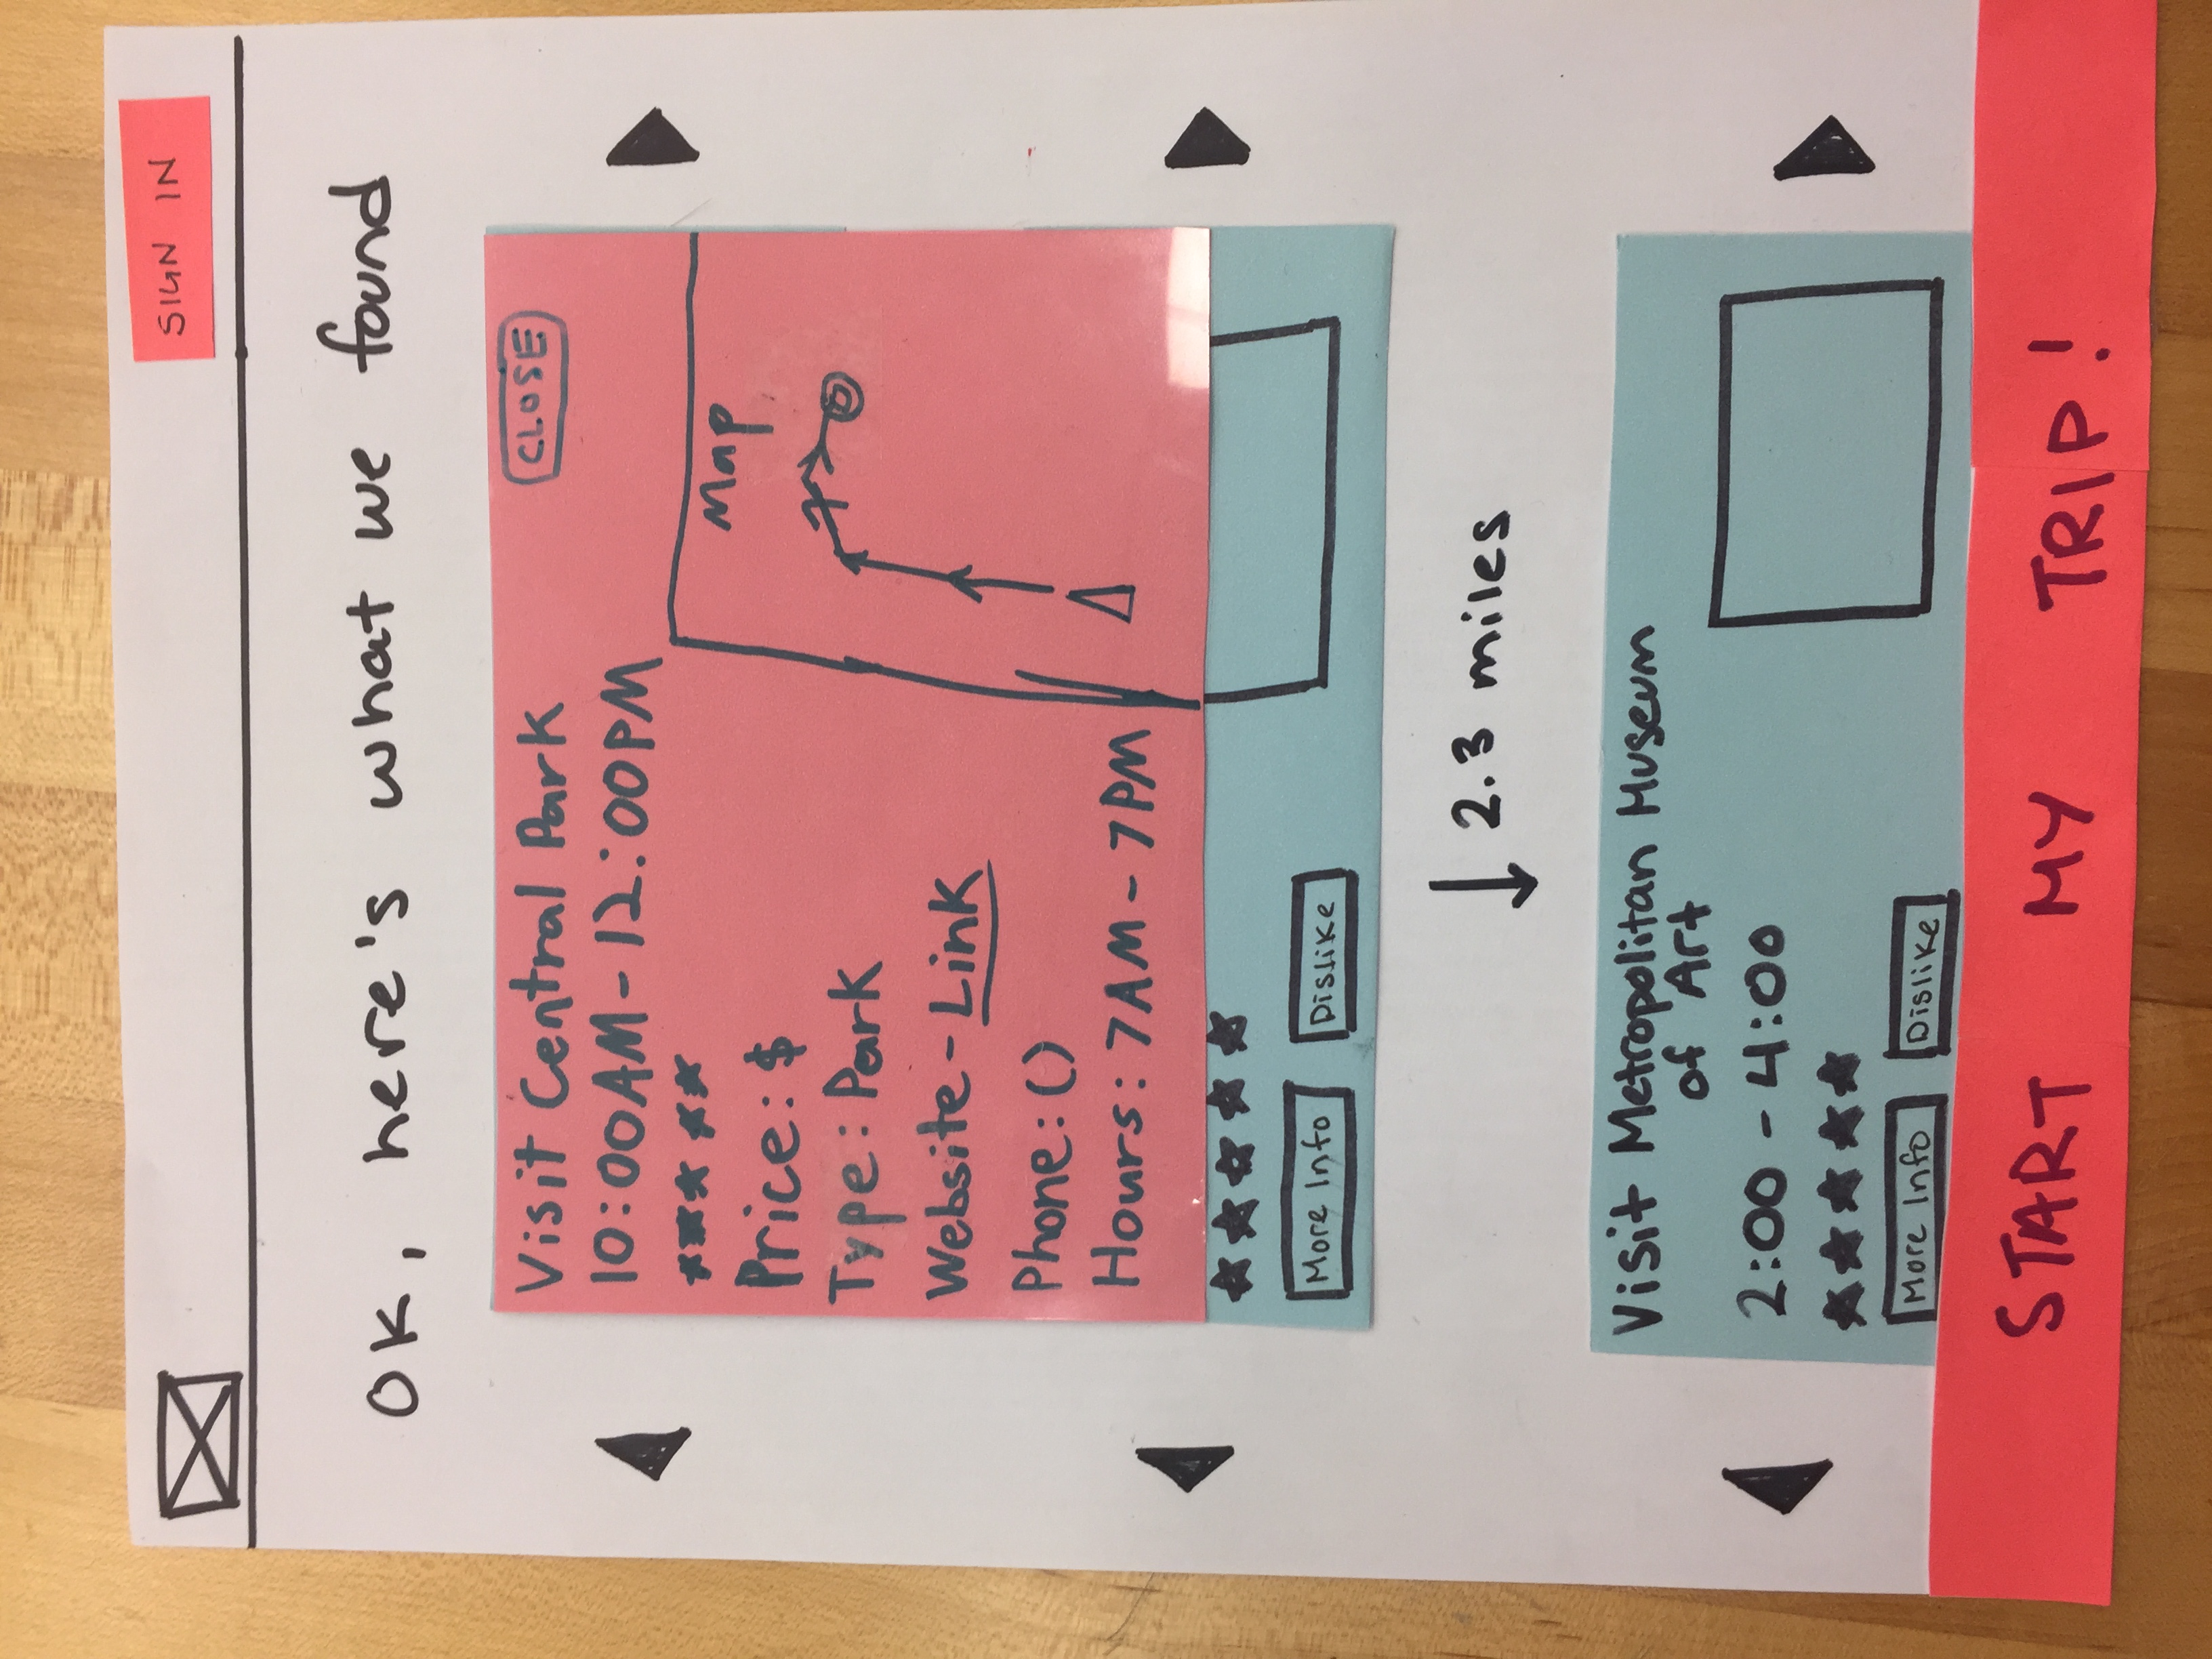 SIGN IN
OK, here's what we found
Visit Central Park
CLOSE
10:00AM - 12:00PM
Map
Price: $
Type: Park
Website - Link
Phone: ()
Hours: 7AM - 7PM
More Info
Dislike
2.3 miles
Visit Metropolitan Museum
of Art
2:00 - 4:00
More Info
Dislike
START MY TRIP!